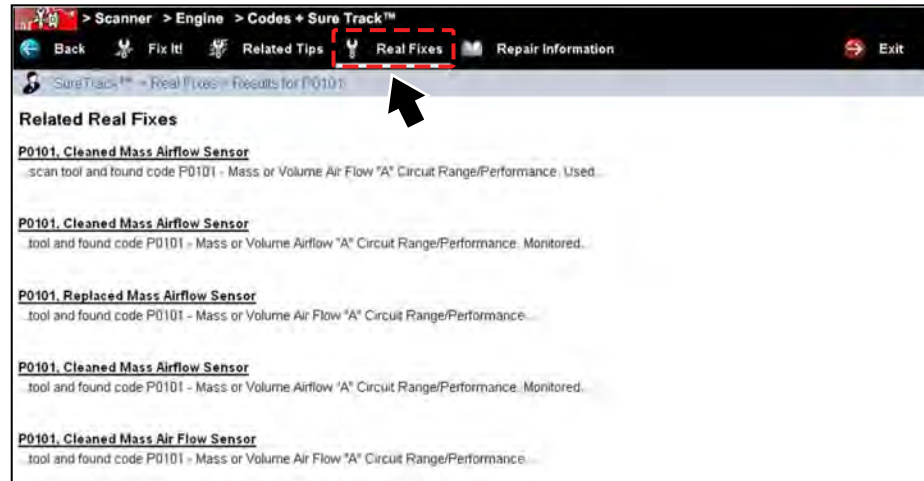 > Scanner > Engine > Codes + Sure Track™
Back Fix It! Related Tips Real Fixes Repair Information Exit
SureTrack™ > Real Fixes > Results for P0101
Related Real Fixes
P0101, Cleaned Mass Airflow Sensor
...scan tool and found code P0101 - Mass or Volume Air Flow "A" Circuit Range/Performance. Used...
P0101, Cleaned Mass Airflow Sensor
...tool and found code P0101 - Mass or Volume Airflow "A" Circuit Range/Performance. Monitored...
P0101, Replaced Mass Airflow Sensor
...tool and found code P0101 - Mass or Volume Air Flow "A" Circuit Range/Performance...
P0101, Cleaned Mass Airflow Sensor
...tool and found code P0101 - Mass or Volume Airflow "A" Circuit Range/Performance. Monitored...
P0101, Cleaned Mass Air Flow Sensor
...tool and found code P0101 - Mass or Volume Air Flow "A" Circuit Range/Performance...